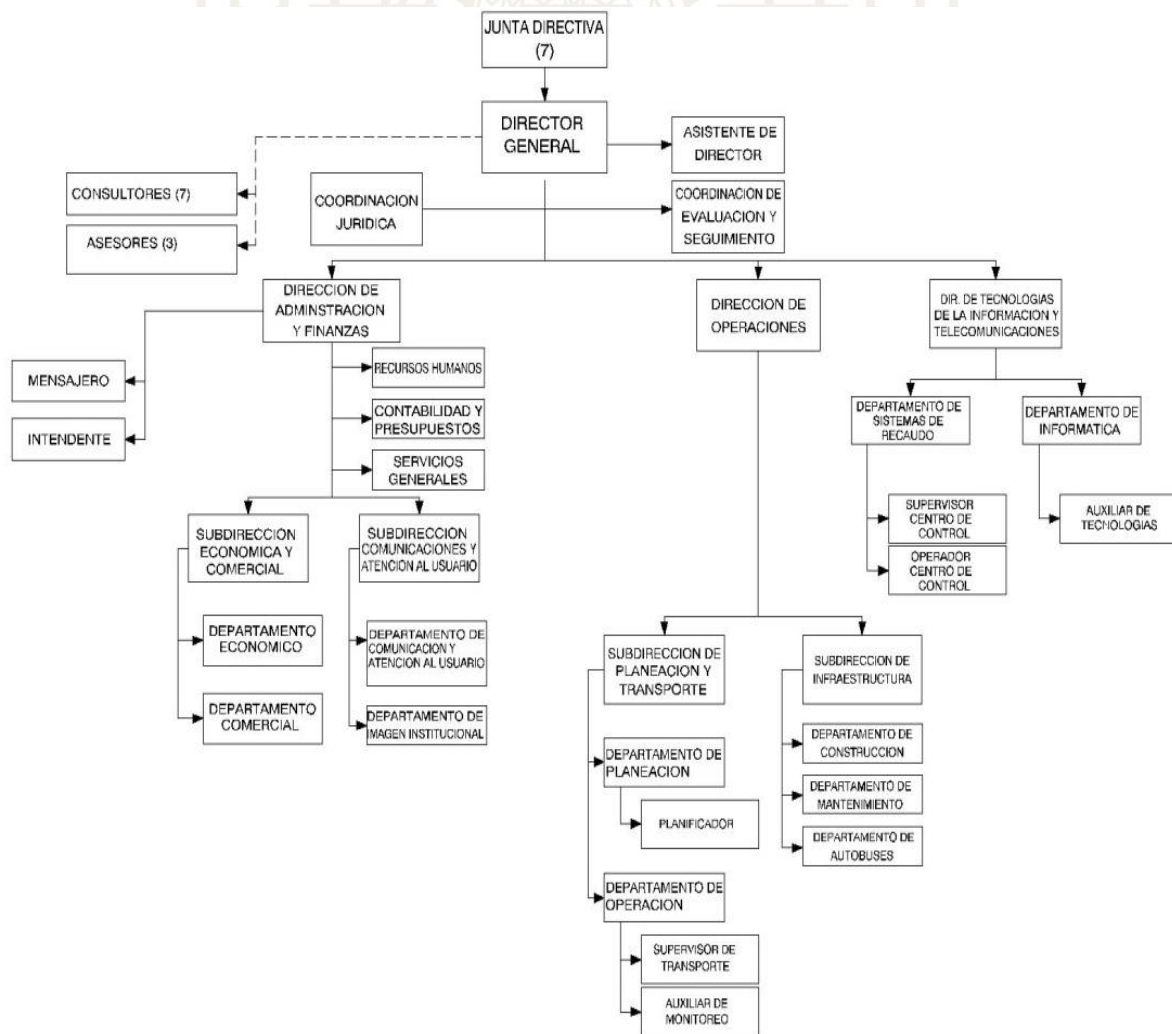 JUNTA DIRECTIVA
(7)
DIRECTOR
GENERAL
ASISTENTE DE
DIRECTOR
CONSULTORES (7)
ASESORES (3)
COORDINACION
JURIDICA
COORDINACION DE
EVALUACION Y
SEGUIMIENTO
DIRECCION DE
ADMINSTRACION
Y FINANZAS
DIRECCION DE
OPERACIONES
DIR. DE TECNOLOGIAS
DE LA INFORMACION Y
TELECOMUNICACIONES
MENSAJERO
INTENDENTE
RECURSOS HUMANOS
CONTABILIDAD Y
PRESUPUESTOS
SERVICIOS
GENERALES
DEPARTAMENTO DE
SISTEMAS DE
RECAUDO
DEPARTAMENTO DE
INFORMATICA
SUPERVISOR
CENTRO DE
CONTROL
OPERADOR
CENTRO DE
CONTROL
AUXILIAR DE
TECNOLOGIAS
SUBDIRECCION
ECONOMICA Y
COMERCIAL
SUBDIRECCION
COMUNICACIONES Y
ATENCION AL USUARIO
DEPARTAMENTO
ECONOMICO
DEPARTAMENTO
COMERCIAL
DEPARTAMENTO DE
COMUNICACION Y
ATENCION AL USUARIO
DEPARTAMENTO DE
IMAGEN INSTITUCIONAL
SUBDIRECCION DE
PLANEACION Y
TRANSPORTE
SUBDIRECCION DE
INFRAESTRUCTURA
DEPARTAMENTO DE
PLANEACION
PLANIFICADOR
DEPARTAMENTO DE
OPERACION
SUPERVISOR DE
TRANSPORTE
AUXILIAR DE
MONITOREO
DEPARTAMENTO DE
CONSTRUCCION
DEPARTAMENTO DE
MANTENIMIENTO
DEPARTAMENTO DE
AUTOBUSES